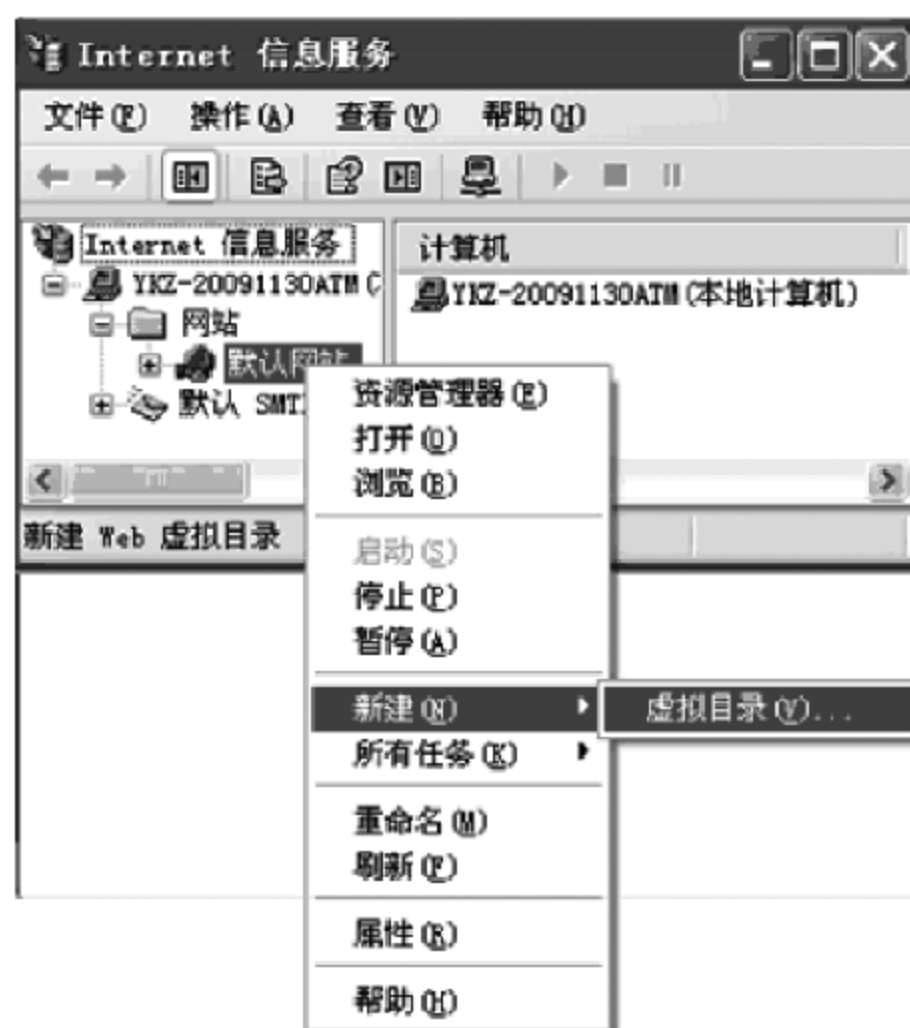 Internet 信息服务
文件(F) 操作(A) 查看(V) 帮助(H)
Internet 信息服务
计算机
YKZ-20091130ATM (
YKZ-20091130ATM(本地计算机)
网站
默认网站
默认 SMT
资源管理器(E)
打开(O)
浏览(B)
新建 Web 虚拟目录
启动(S)
停止(P)
暂停(A)
新建(N)
虚拟目录(V)...
所有任务(K)
重命名(M)
刷新(F)
属性(R)
帮助(H)